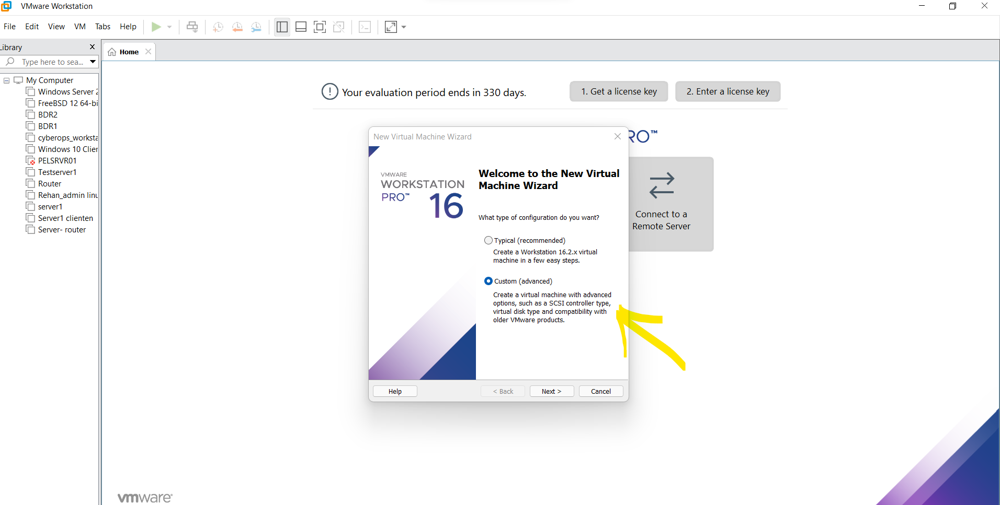 VMware Workstation
File Edit View VM Tabs Help
Library
Type here to sea...
Home
My Computer
Windows Server 2
FreeBSD 12 64-bi
BDR2
BDR1
cyberops_worksta
Windows 10 Clier
PELSRVR01
Testserver1
Router
Rehan_admin linu
server1
Server1 clienten
Server- router
Your evaluation period ends in 330 days.
1. Get a license key
2. Enter a license key
PRO™
New Virtual Machine Wizard
VMWARE
WORKSTATION
PRO™ 16
Welcome to the New Virtual
Machine Wizard
What type of configuration do you want?
Typical (recommended)
Create a Workstation 16.2.x virtual
machine in a few easy steps.
Custom (advanced)
Create a virtual machine with advanced
options, such as a SCSI controller type,
virtual disk type and compatibility with
older VMware products.
Help
< Back
Next >
Cancel
Connect to a
Remote Server
vmware®